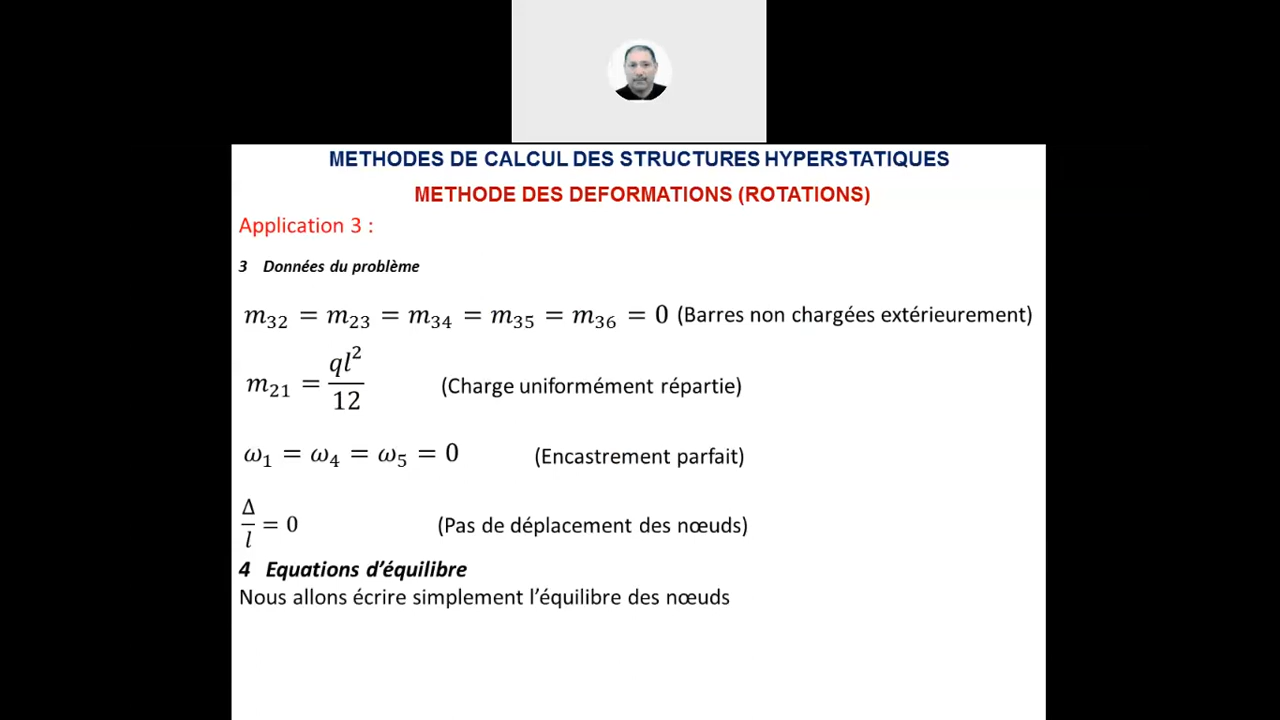 METHODES DE CALCUL DES STRUCTURES HYPERSTATIQUES
METHODE DES DEFORMATIONS (ROTATIONS)
Application 3 :
3 Données du problème
m₃₂ = m₂₃ = m₃₄ = m₃₅ = m₃₆ = 0 (Barres non chargées extérieurement)
m₂₁ = ql²/12 (Charge uniformément répartie)
ω₁ = ω₄ = ω₅ = 0 (Encastrement parfait)
Δ/l = 0 (Pas de déplacement des nœuds)
4 Equations d’équilibre
Nous allons écrire simplement l’équilibre des nœuds